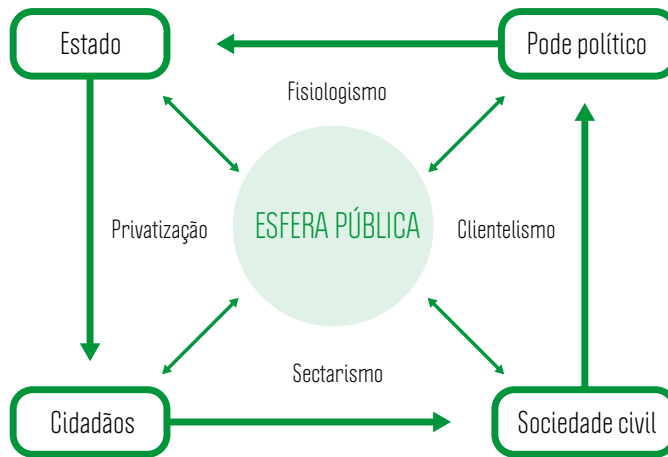 Estado
Pode político
Fisiologismo
Privatização
ESFERA PÚBLICA
Clientelismo
Sectarismo
Cidadãos
Sociedade civil